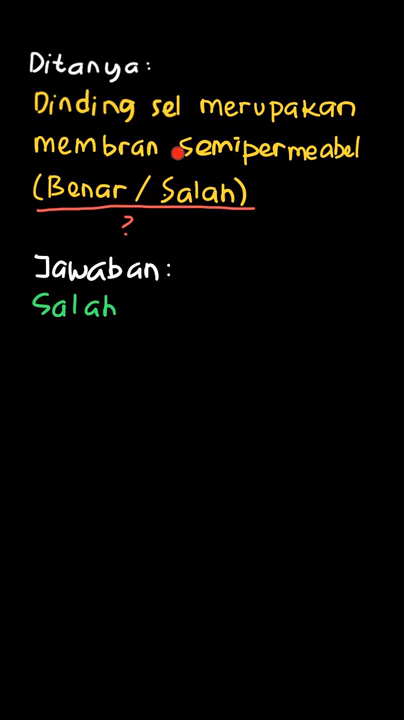 Ditanya:
Dinding sel merupakan
membran semipermeabel
(Benar / Salah)
?
Jawaban:
Salah